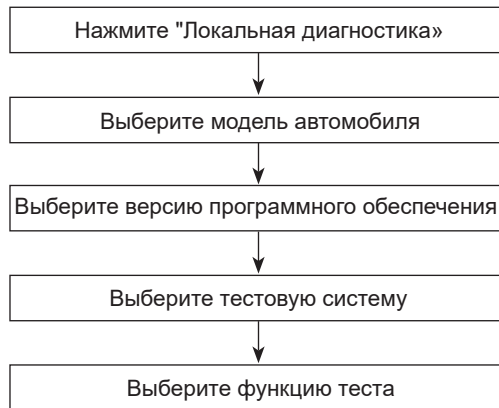 Нажмите "Локальная диагностика»
Выберите модель автомобиля
Выберите версию программного обеспечения
Выберите тестовую систему
Выберите функцию теста